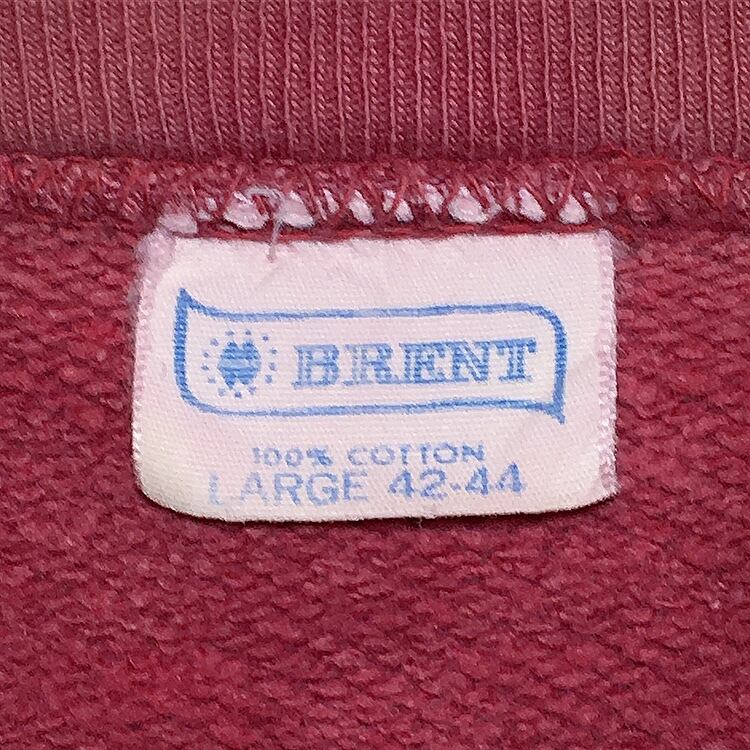 BRENT
100% COTTON
LARGE 42-44